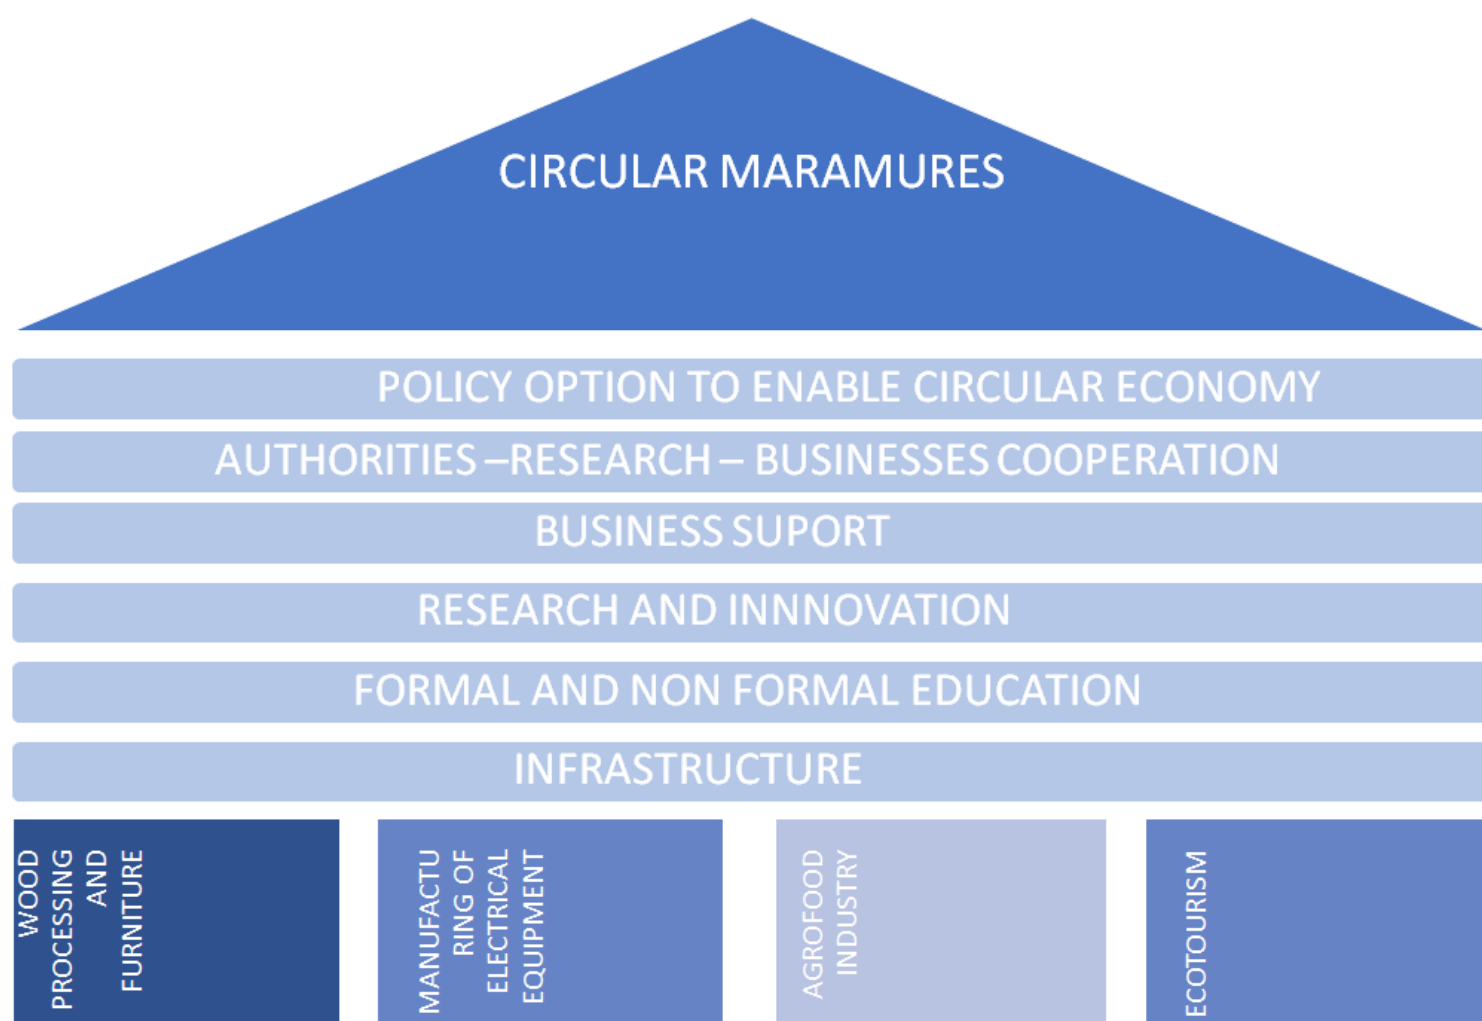 CIRCULAR MARAMURES
POLICY OPTION TO ENABLE CIRCULAR ECONOMY
AUTHORITIES –RESEARCH – BUSINESSES COOPERATION
BUSINESS SUPORT
RESEARCH AND INNNOVATION
FORMAL AND NON FORMAL EDUCATION
INFRASTRUCTURE
WOOD
PROCESSING
AND
FURNITURE
MANUFACTU
RING OF
ELECTRICAL
EQUIPMENT
AGROFOOD
INDUSTRY
ECOTOURISM